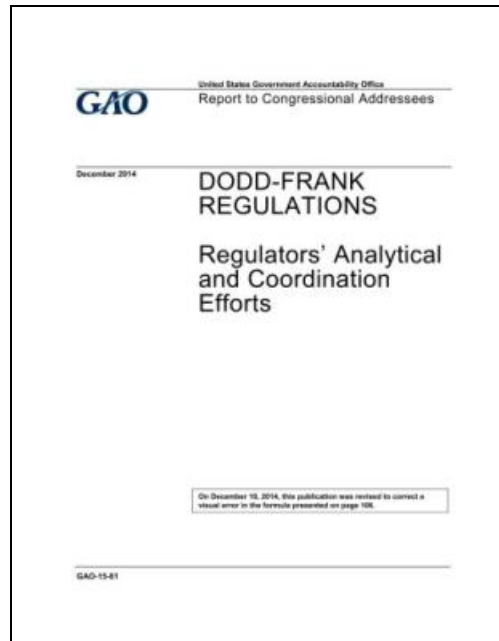 United States Government Accountability Office
GAO
Report to Congressional Addressees
December 2014
DODD-FRANK
REGULATIONS
Regulators’ Analytical
and Coordination
Efforts
On December 2014, this publication was revised to correct a
visual error in the formula presented on page
GAO-15-81